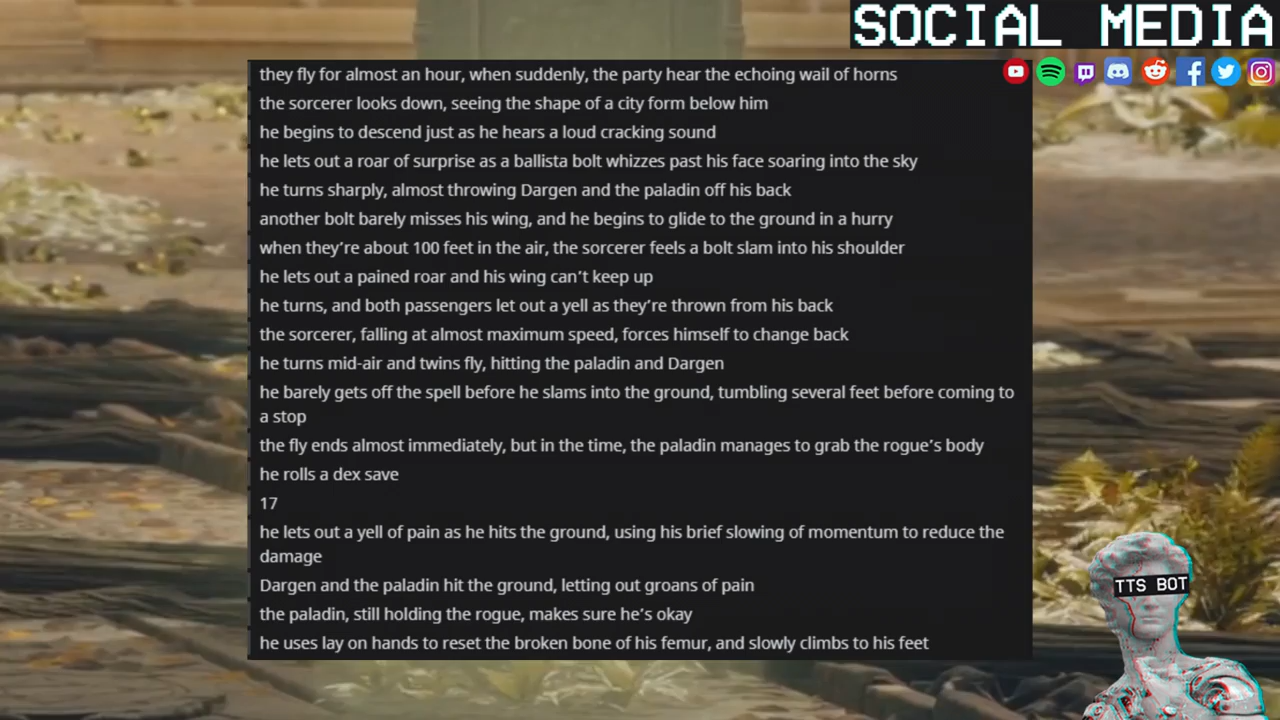 SOCIAL MEDIA
they fly for almost an hour, when suddenly, the party hear the echoing wail of horns
the sorcerer looks down, seeing the shape of a city form below him
he begins to descend just as he hears a loud cracking sound
he lets out a roar of surprise as a ballista bolt whizzes past his face soaring into the sky
he turns sharply, almost throwing Dargen and the paladin off his back
another bolt barely misses his wing, and he begins to glide to the ground in a hurry
when they’re about 100 feet in the air, the sorcerer feels a bolt slam into his shoulder
he lets out a pained roar and his wing can’t keep up
he turns, and both passengers let out a yell as they’re thrown from his back
the sorcerer, falling at almost maximum speed, forces himself to change back
he turns mid-air and twins fly, hitting the paladin and Dargen
he barely gets off the spell before he slams into the ground, tumbling several feet before coming to
a stop
the fly ends almost immediately, but in the time, the paladin manages to grab the rogue’s body
he rolls a dex save
17
he lets out a yell of pain as he hits the ground, using his brief slowing of momentum to reduce the
damage
Dargen and the paladin hit the ground, letting out groans of pain
the paladin, still holding the rogue, makes sure he’s okay
he uses lay on hands to reset the broken bone of his femur, and slowly climbs to his feet
TTS BOT